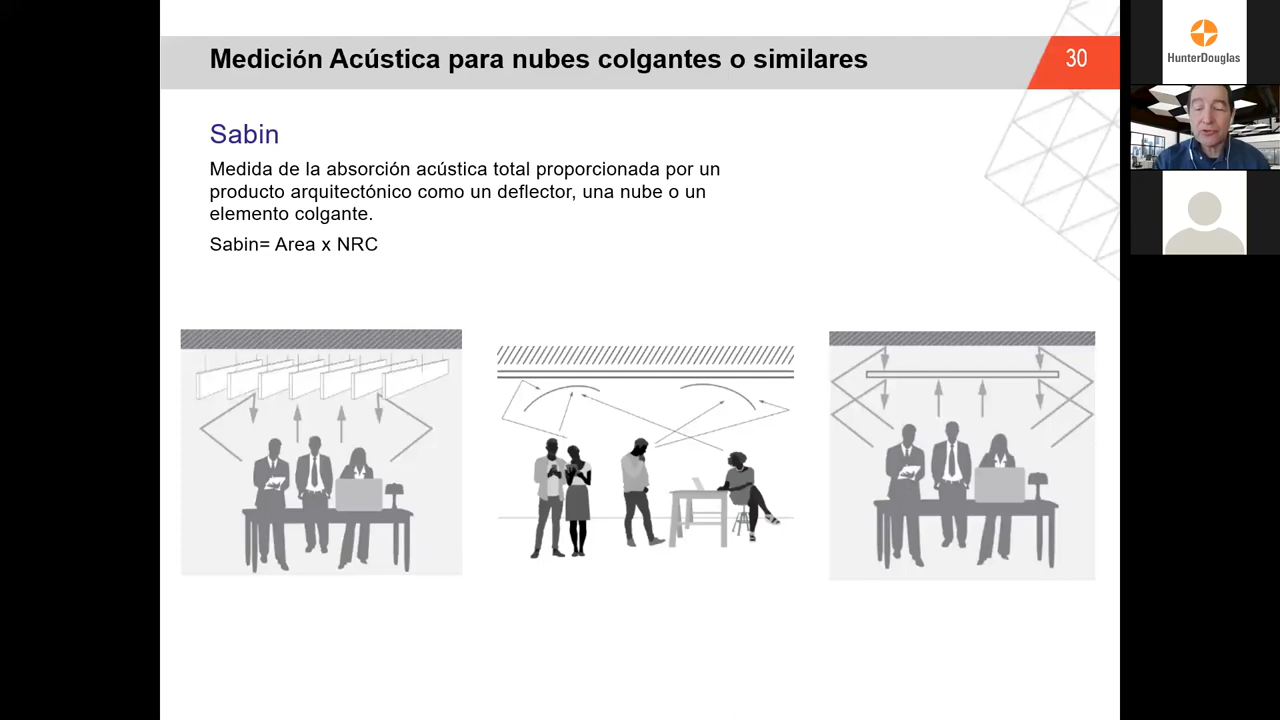 Medición Acústica para nubes colgantes o similares
30
HunterDouglas
Sabin
Medida de la absorción acústica total proporcionada por un
producto arquitectónico como un deflector, una nube o un
elemento colgante.
Sabin= Area x NRC